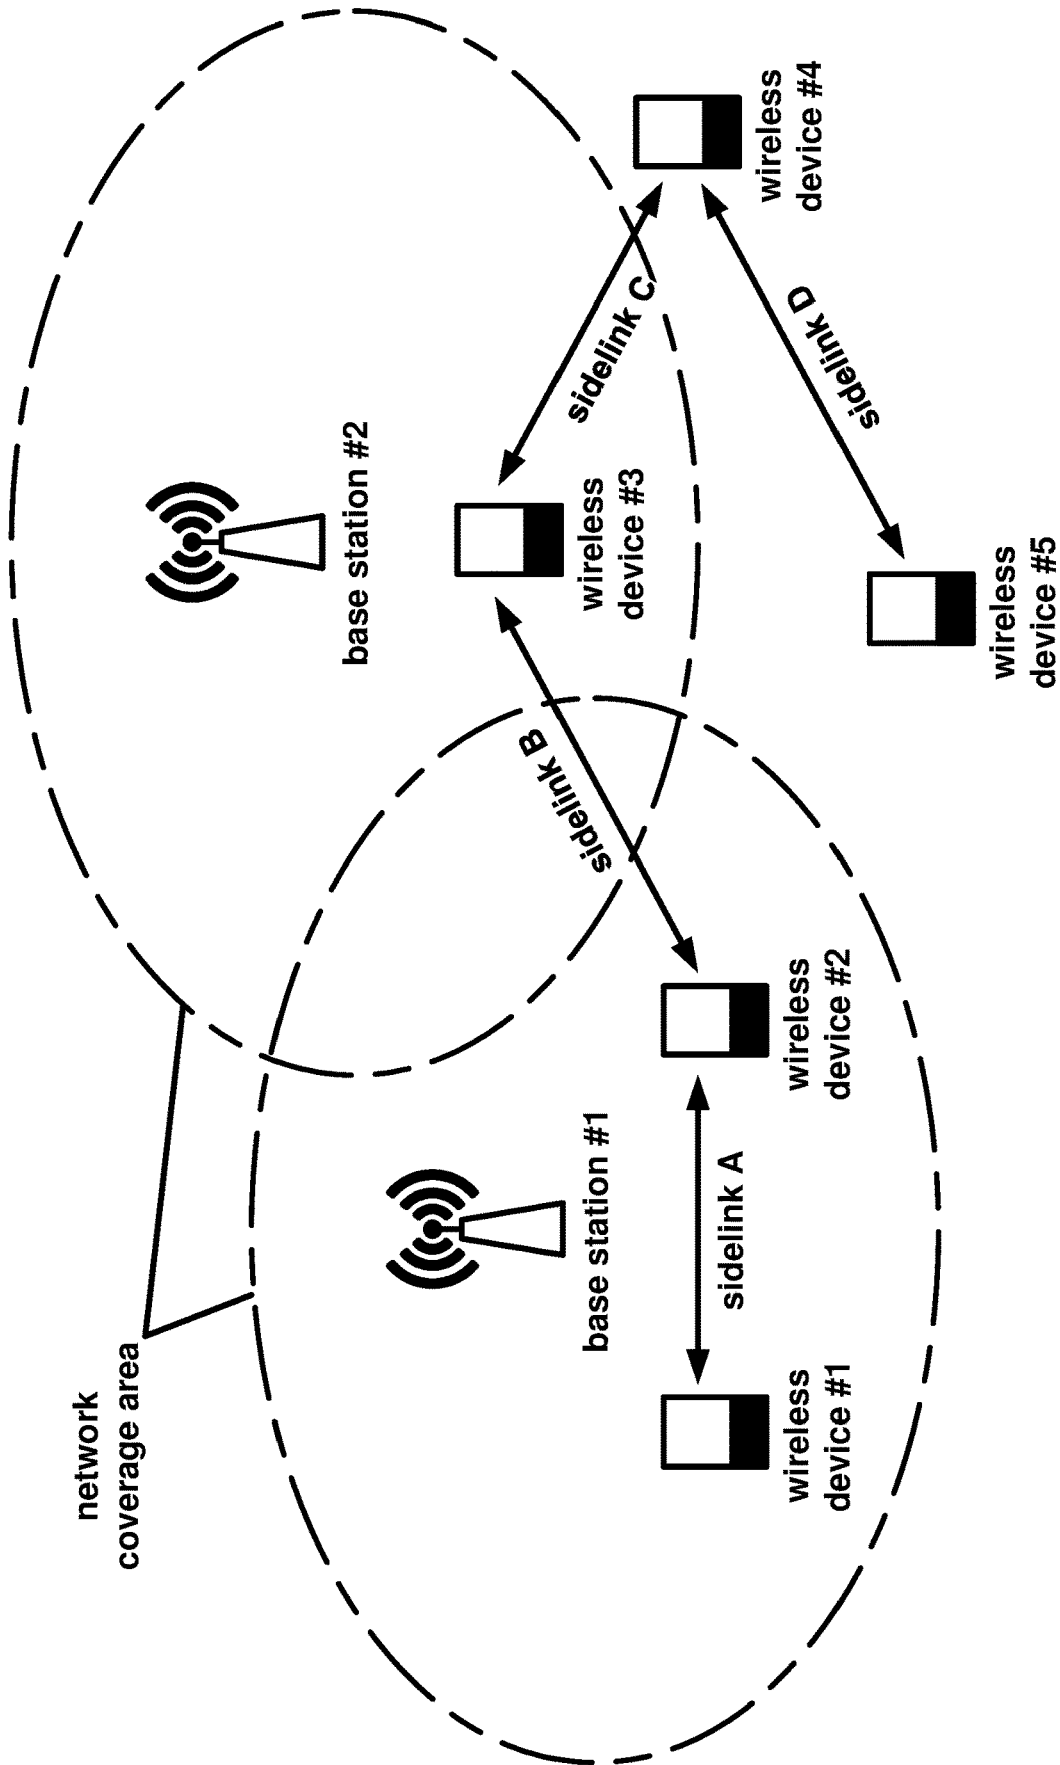 network
coverage area
base station #2
base station #1
sidelink B
sidelink C
wireless
device #3
wireless
device #4
sidelink A
sidelink D
wireless
device #1
wireless
device #2
wireless
device #5